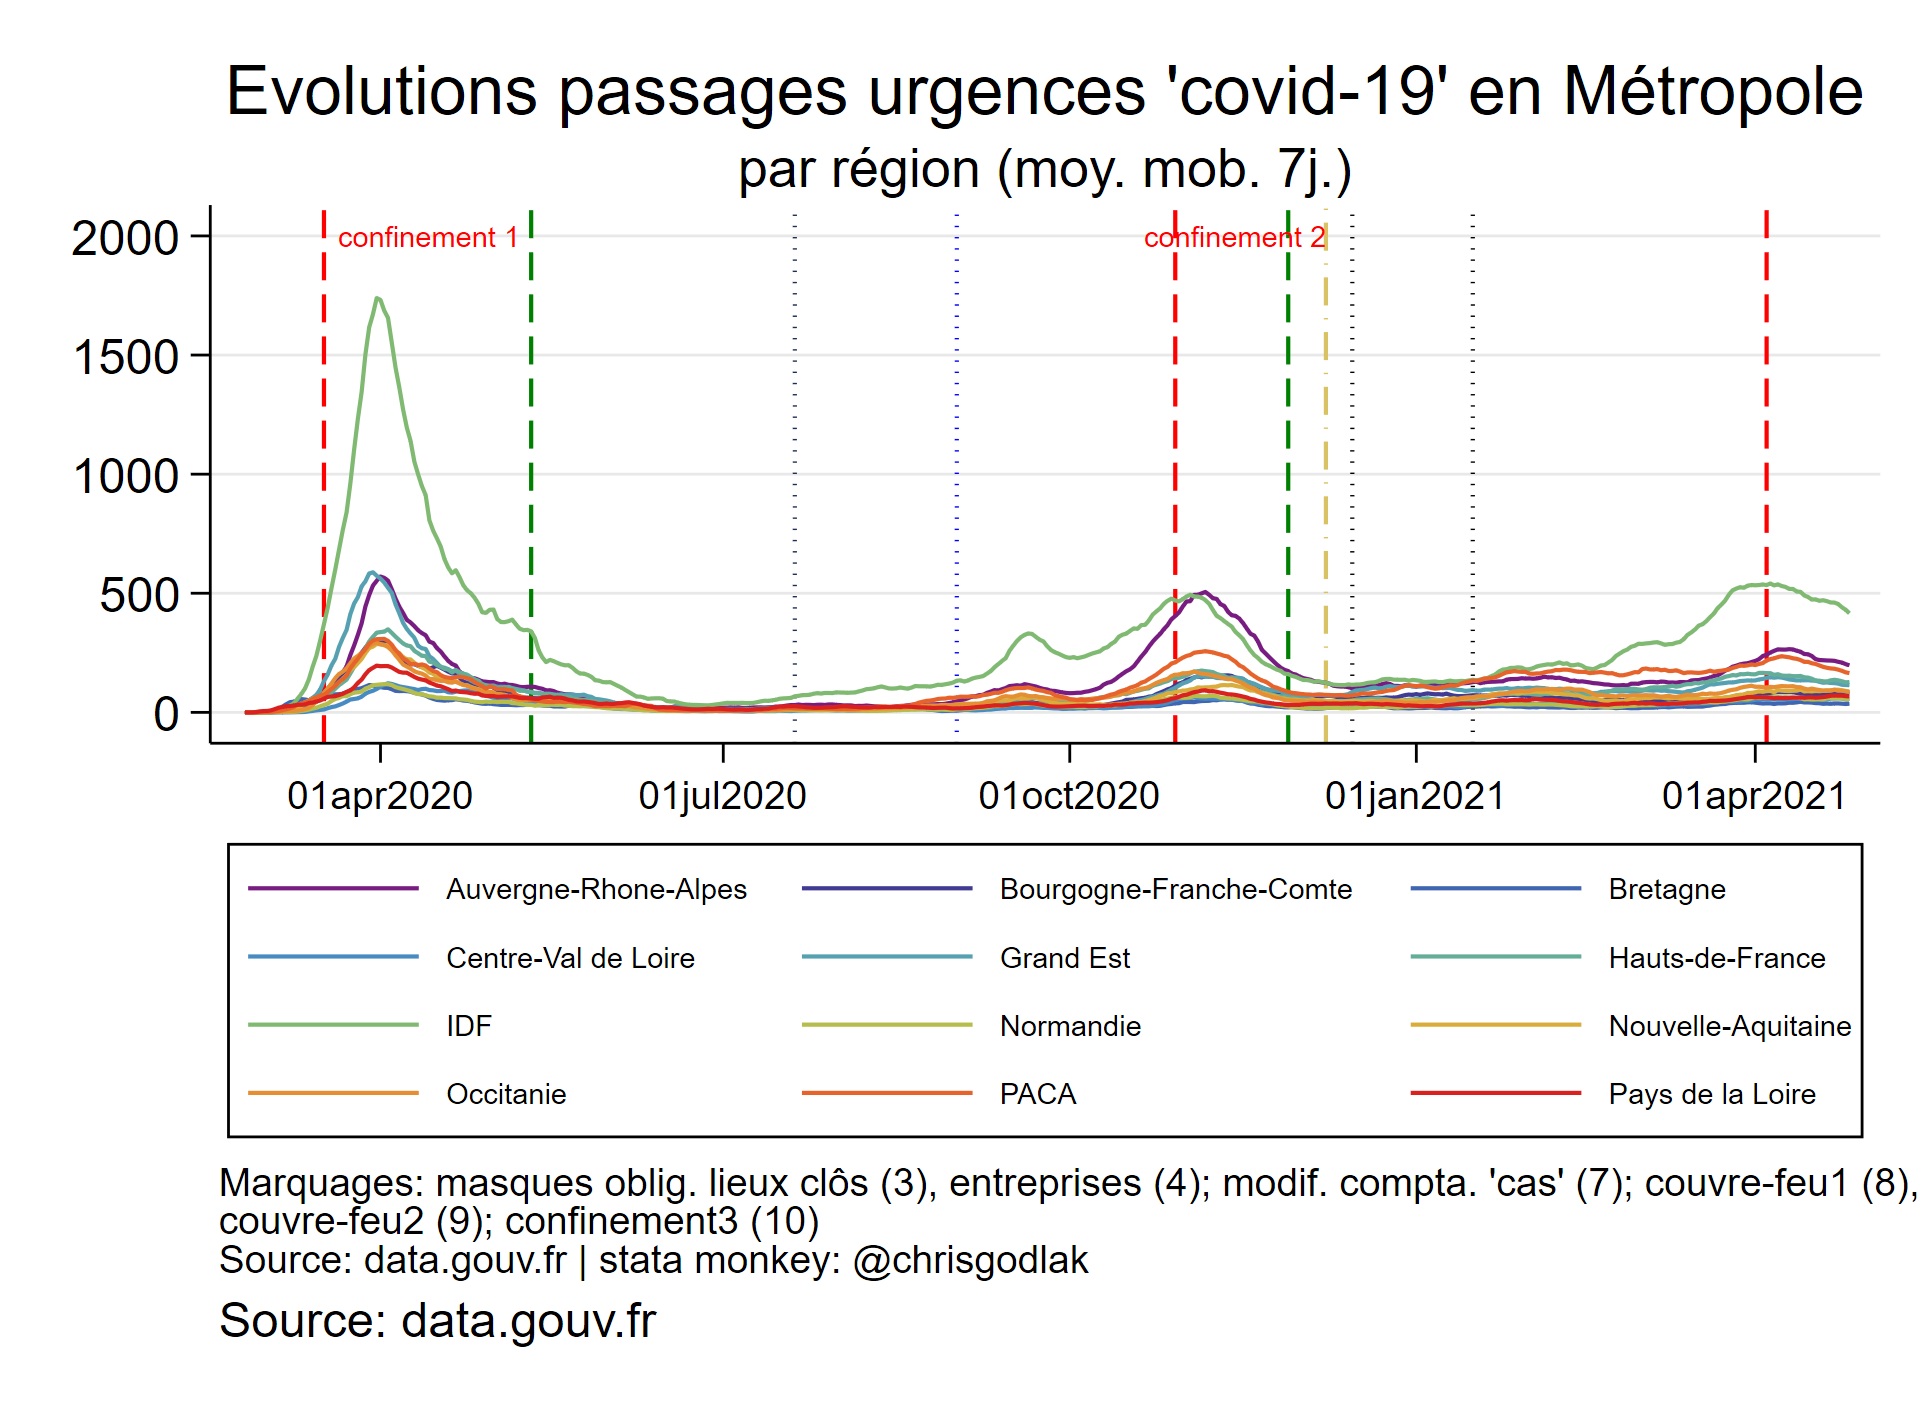 Evolutions passages urgences 'covid-19' en Métropole
par région (moy. mob. 7j.)
2000
1500
1000
500
0
confinement 1
confinement 2
01apr2020
01jul2020
01oct2020
01jan2021
01apr2021
Auvergne-Rhone-Alpes
Bourgogne-Franche-Comte
Bretagne
Centre-Val de Loire
Grand Est
Hauts-de-France
IDF
Normandie
Nouvelle-Aquitaine
Occitanie
PACA
Pays de la Loire
Marquages: masques oblig. lieux clôs (3), entreprises (4); modif. compta. 'cas' (7); couvre-feu1 (8),
couvre-feu2 (9); confinement3 (10)
Source: data.gouv.fr | stata monkey: @chrisgodlak
Source: data.gouv.fr